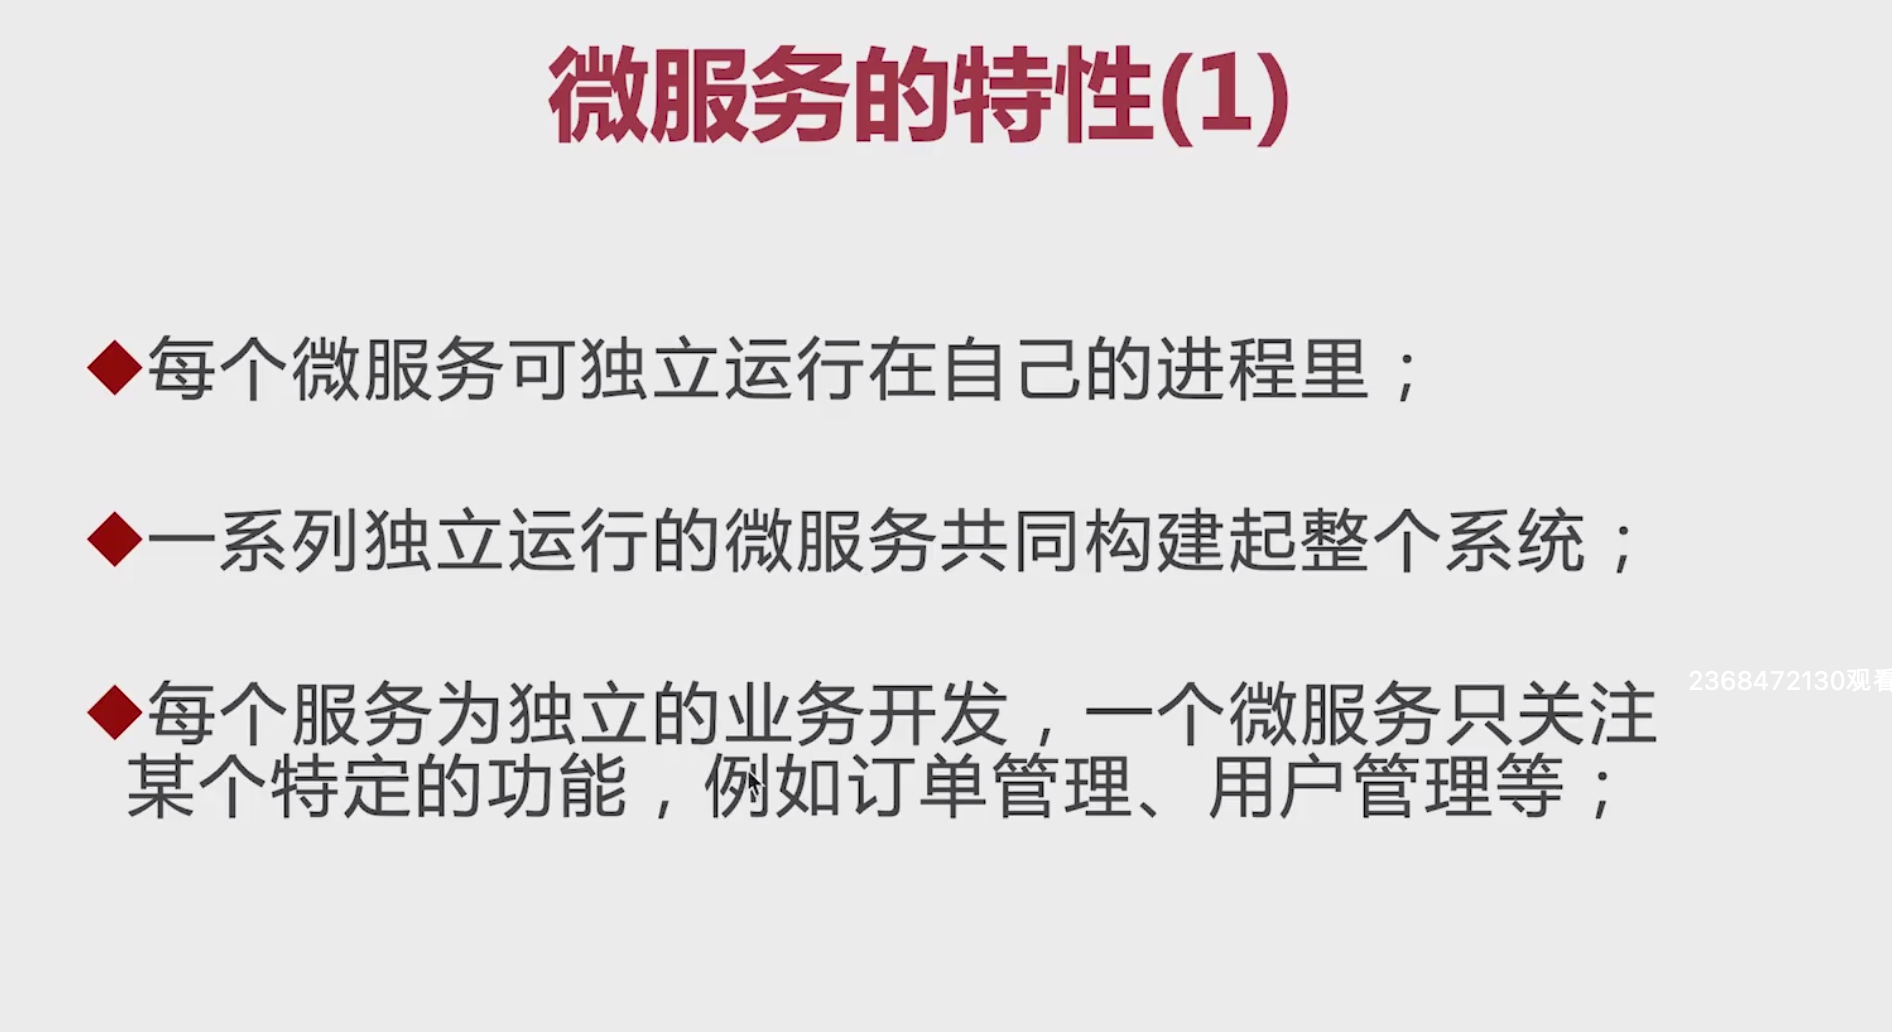 微服务的特性(1)
◆每个微服务可独立运行在自己的进程里；
◆一系列独立运行的微服务共同构建起整个系统；
◆每个服务为独立的业务开发，一个微服务只关注
某个特定的功能，例如订单管理、用户管理等；
2368472130观看